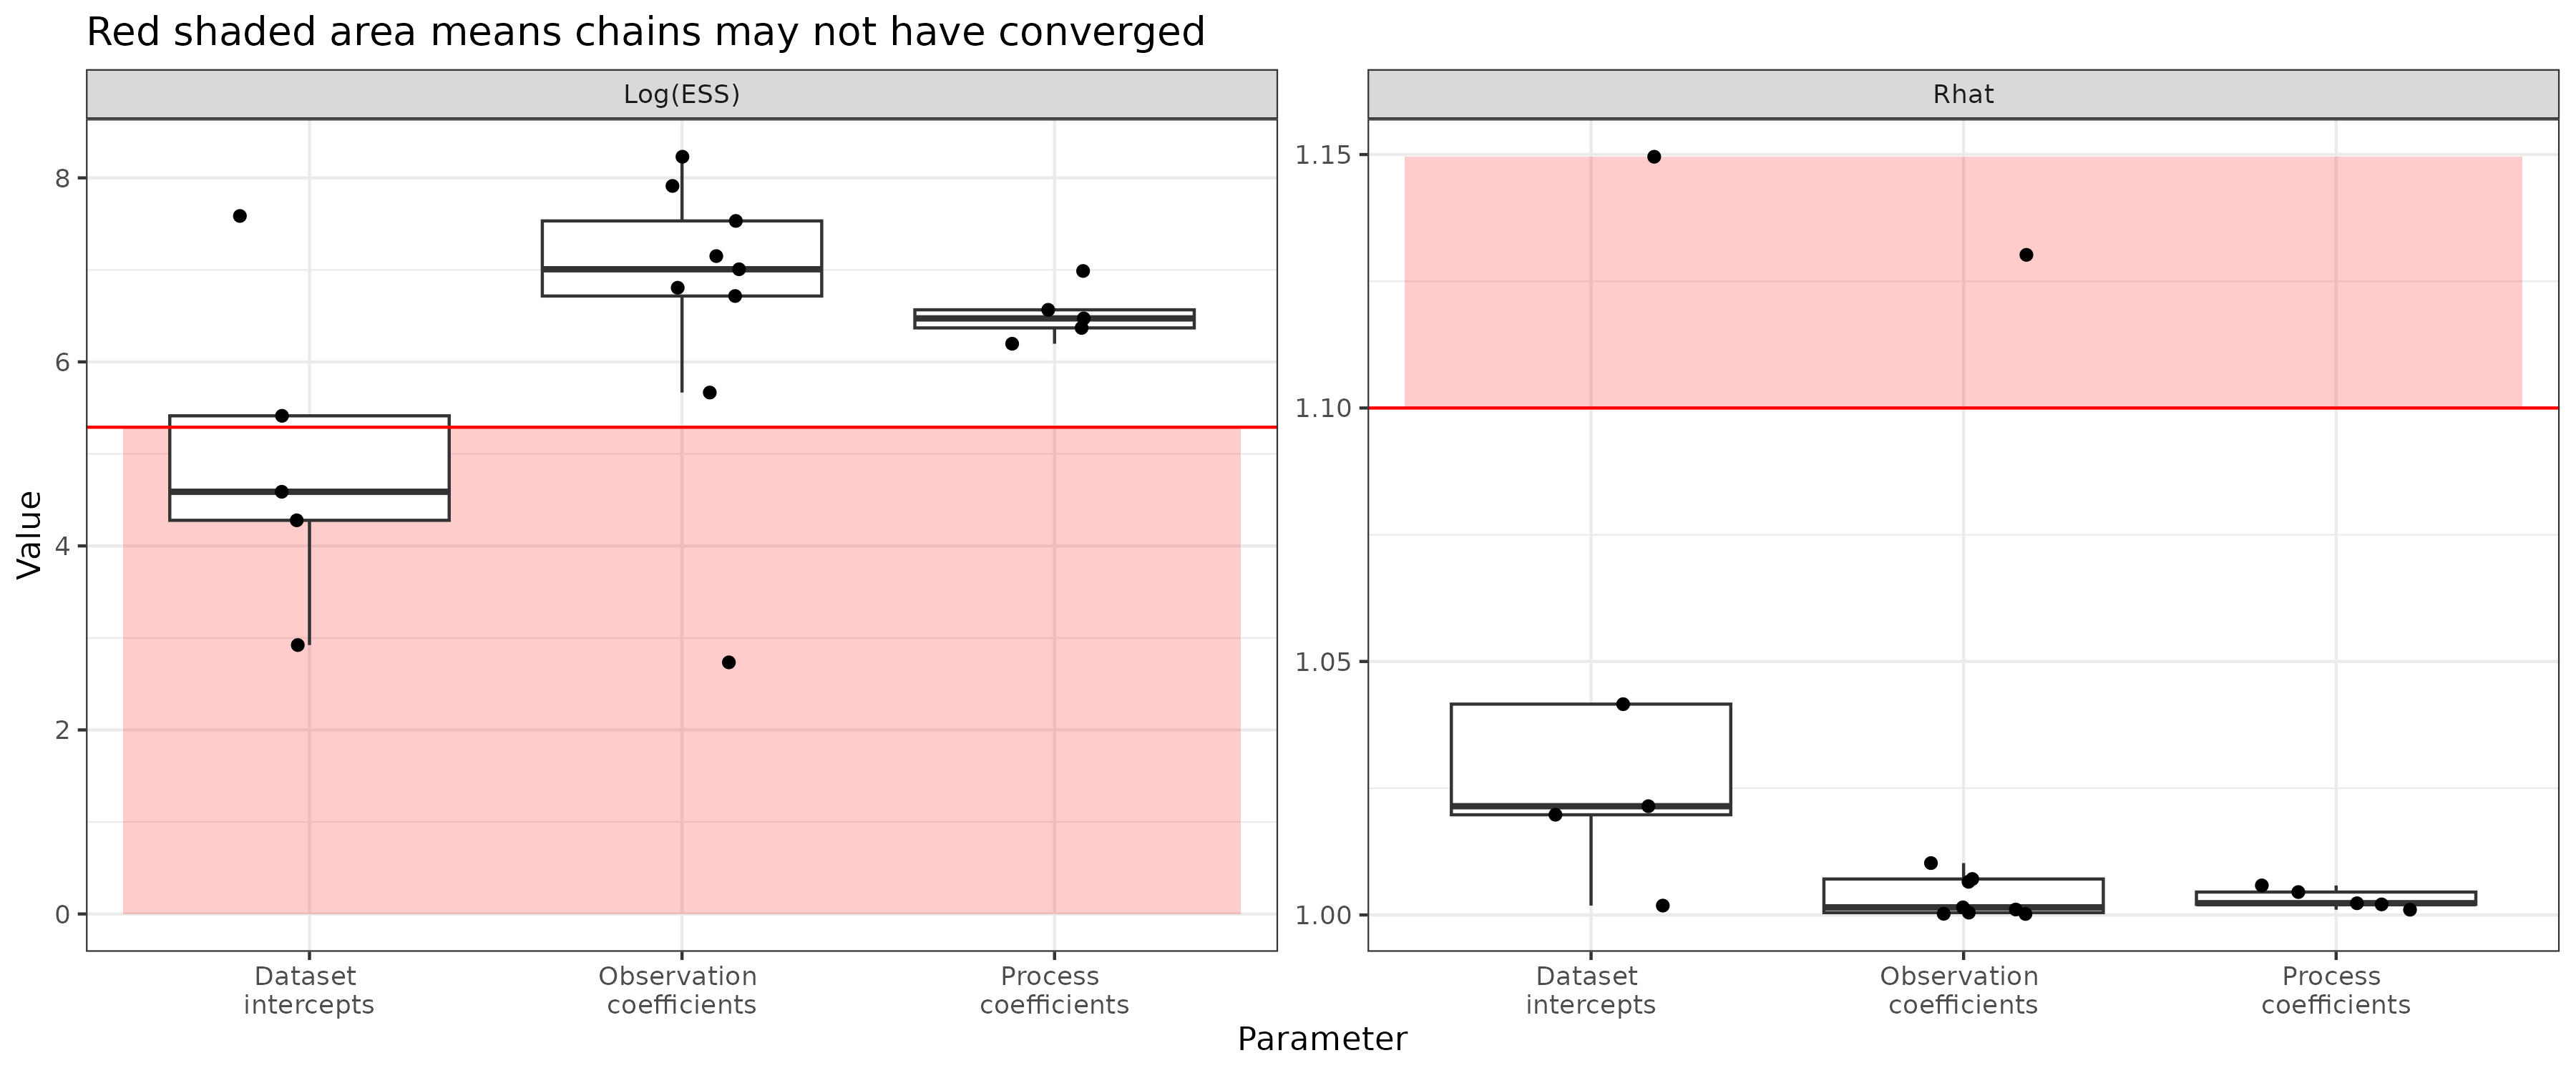 Red shaded area means chains may not have converged
Log(ESS)
Rhat
Value
8
6
4
2
0
1.15
1.10
1.05
1.00
Dataset
intercepts
Observation
coefficients
Process
coefficients
Dataset
intercepts
Observation
coefficients
Process
coefficients
Parameter